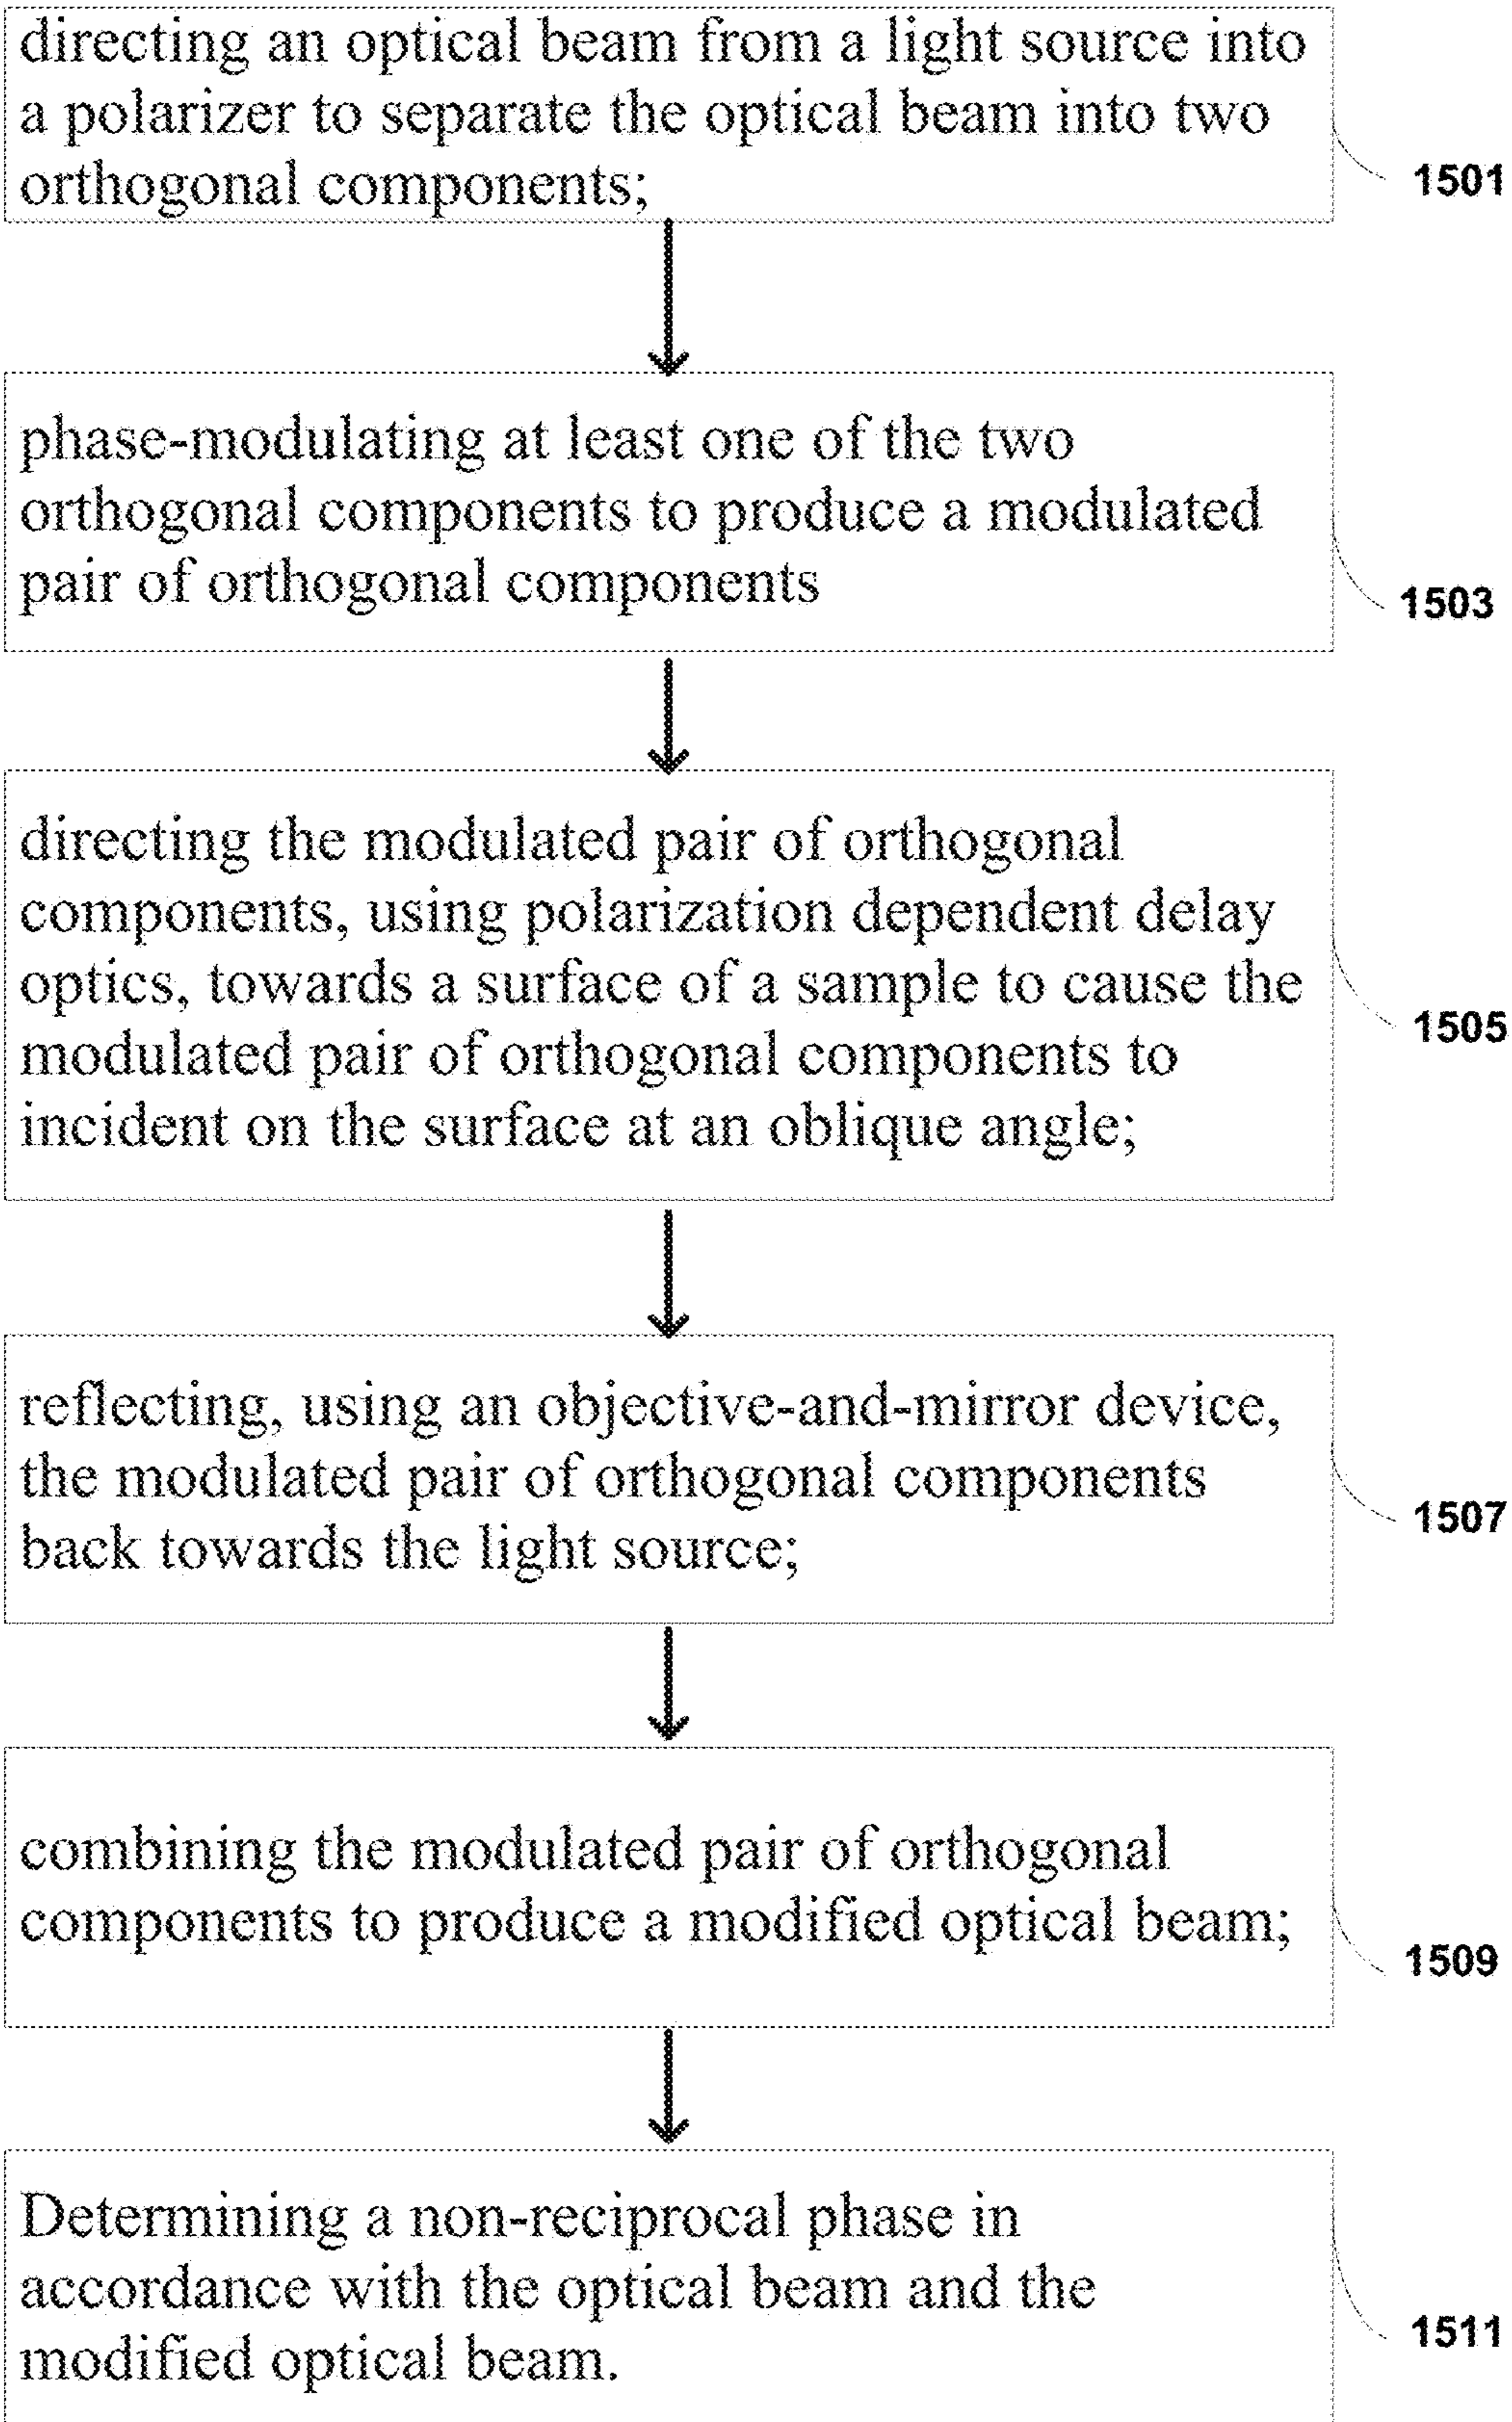 directing an optical beam from a light source into
a polarizer to separate the optical beam into two
orthogonal components;
1501
phase-modulating at least one of the two
orthogonal components to produce a modulated
pair of orthogonal components
1503
directing the modulated pair of orthogonal
components, using polarization dependent delay
optics, towards a surface of a sample to cause the
modulated pair of orthogonal components to
incident on the surface at an oblique angle;
1505
reflecting, using an objective-and-mirror device,
the modulated pair of orthogonal components
back towards the light source;
1507
combining the modulated pair of orthogonal
components to produce a modified optical beam;
1509
Determining a non-reciprocal phase in
accordance with the optical beam and the
modified optical beam.
1511